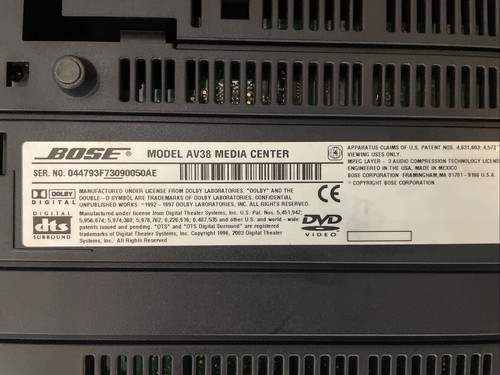 BOSE MODEL AV38 MEDIA CENTER
SER. NO. 044793F73090050AE
DOLBY
DIGITAL
MANUFACTURED UNDER LICENSE FROM DOLBY LABORATORIES. "DOLBY" AND THE
DOUBLE-D SYMBOL ARE TRADEMARKS OF DOLBY LABORATORIES. CONFIDENTIAL
UNPUBLISHED WORKS. ©1992-1997 DOLBY LABORATORIES, INC. ALL RIGHTS RESERVED.
DIGITAL
dts
SURROUND
Manufactured under license from Digital Theater Systems, Inc. U.S. Pat. Nos. 5,451,942;
5,956,674; 5,974,380; 5,978,762; 6,226,616; 6,487,535 and other U.S. and world-wide
patents issued and pending. "DTS" and "DTS Digital Surround" are registered
trademarks of Digital Theater Systems, Inc. Copyright 1996, 2003 Digital Theater
Systems, Inc. All Rights Reserved.
CE
DVD
VIDEO
APPARATUS CLAIMS OF U.S. PATENT NOS. 4,631,603; 4,577
VIEWING USES ONLY.
MPEG LAYER - 3 AUDIO COMPRESSION TECHNOLOGY LICENS
ENGINEERED IN THE USA, MADE IN MEXICO
BOSE CORPORATION FRAMINGHAM, MA 01701-9168 USA
© COPYRIGHT BOSE CORPORATION